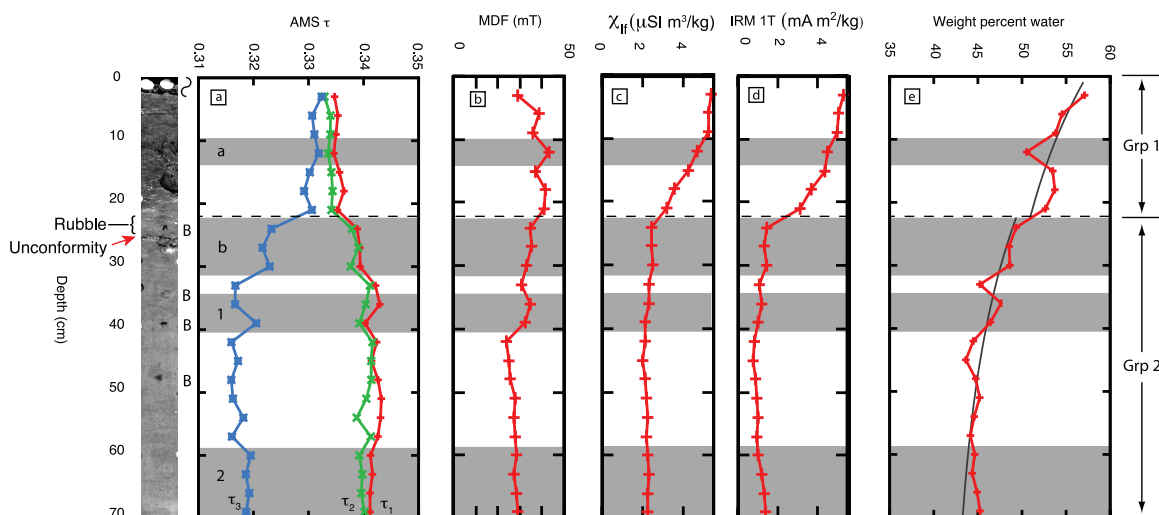 AMS τ
MDF (mT)
χlf (µSI m³/kg)
IRM 1T (mA m²/kg)
Weight percent water
0.31 0.32 0.33 0.34 0.35
0 50
0 2 4
0 2 4
35 40 45 50 55 60
0
10
20
30
40
50
60
70
Depth (cm)
Rubble
Unconformity
a
b
c
d
e
a
b
1
2
B
B
B
B
τ3
τ2
τ1
Grp 1
Grp 2